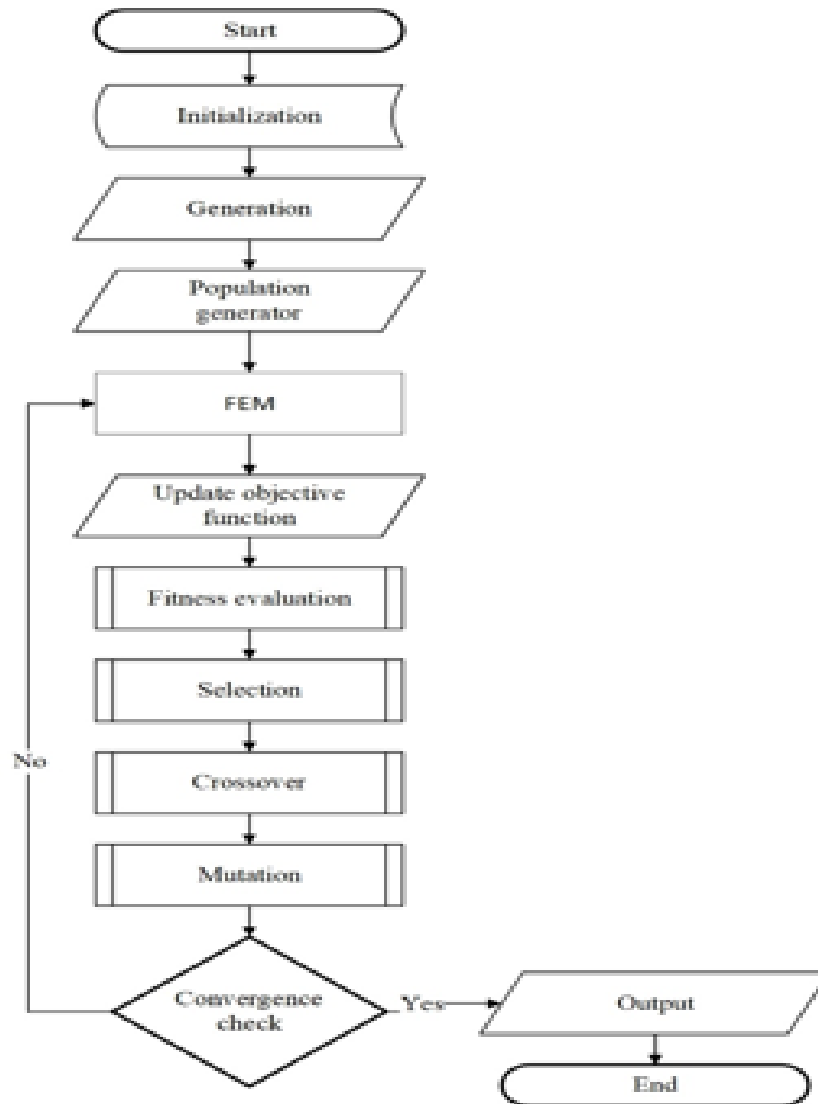 Start
Initialization
Generation
Population
generator
FEM
Update objective
function
Fitness evaluation
Selection
No
Crossover
Mutation
Convergence
check
Yes
Output
End